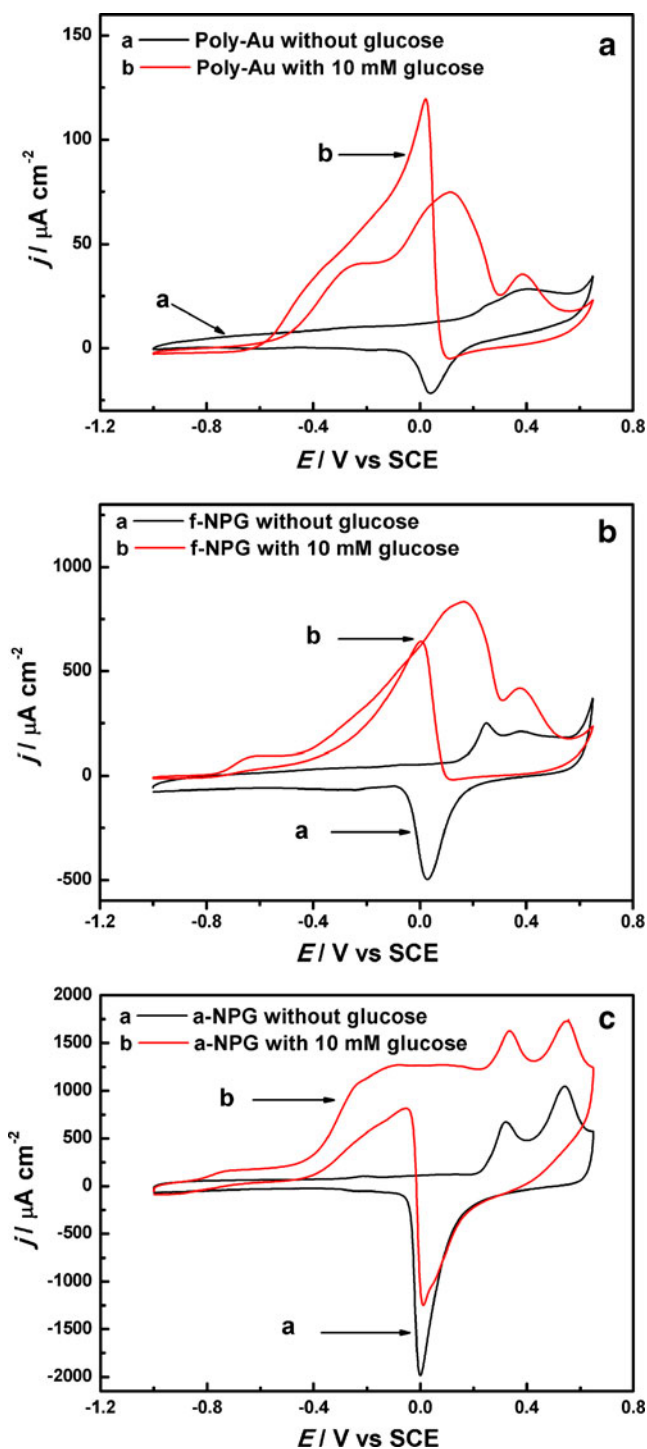 a Poly-Au without glucose
b Poly-Au with 10 mM glucose
a
150
100
50
0
b
a
j / μA cm-2
-1.2 -0.8 -0.4 0.0 0.4 0.8
E / V vs SCE
a f-NPG without glucose
b f-NPG with 10 mM glucose
b
1000
500
0
-500
b
a
j / μA cm-2
-1.2 -0.8 -0.4 0.0 0.4 0.8
E / V vs SCE
a a-NPG without glucose
b a-NPG with 10 mM glucose
c
2000
1500
1000
500
0
-500
-1000
-1500
-2000
b
a
j / μA cm-2
-1.2 -0.8 -0.4 0.0 0.4 0.8
E / V vs SCE